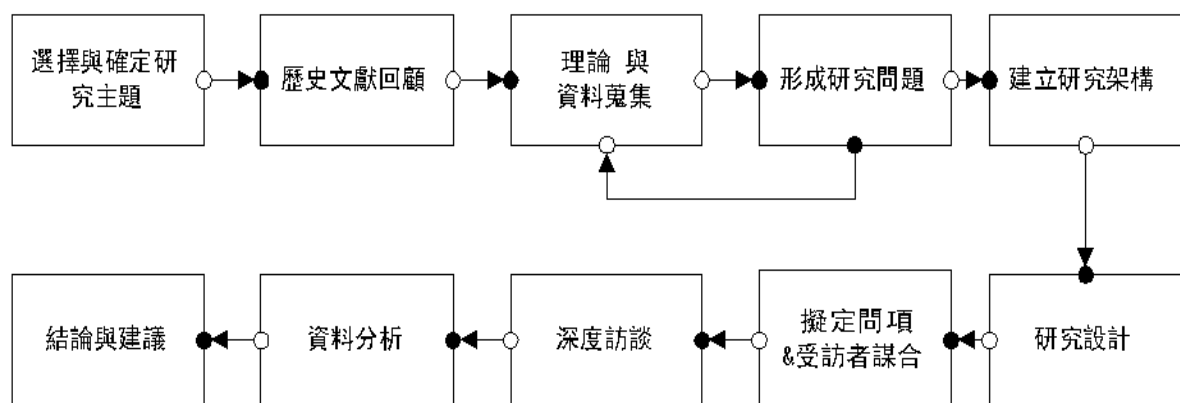 選擇與確定研
究主題
歷史文獻回顧
理論 與
資料蒐集
形成研究問題
建立研究架構
結論與建議
資料分析
深度訪談
擬定問項
&受訪者謀合
研究設計